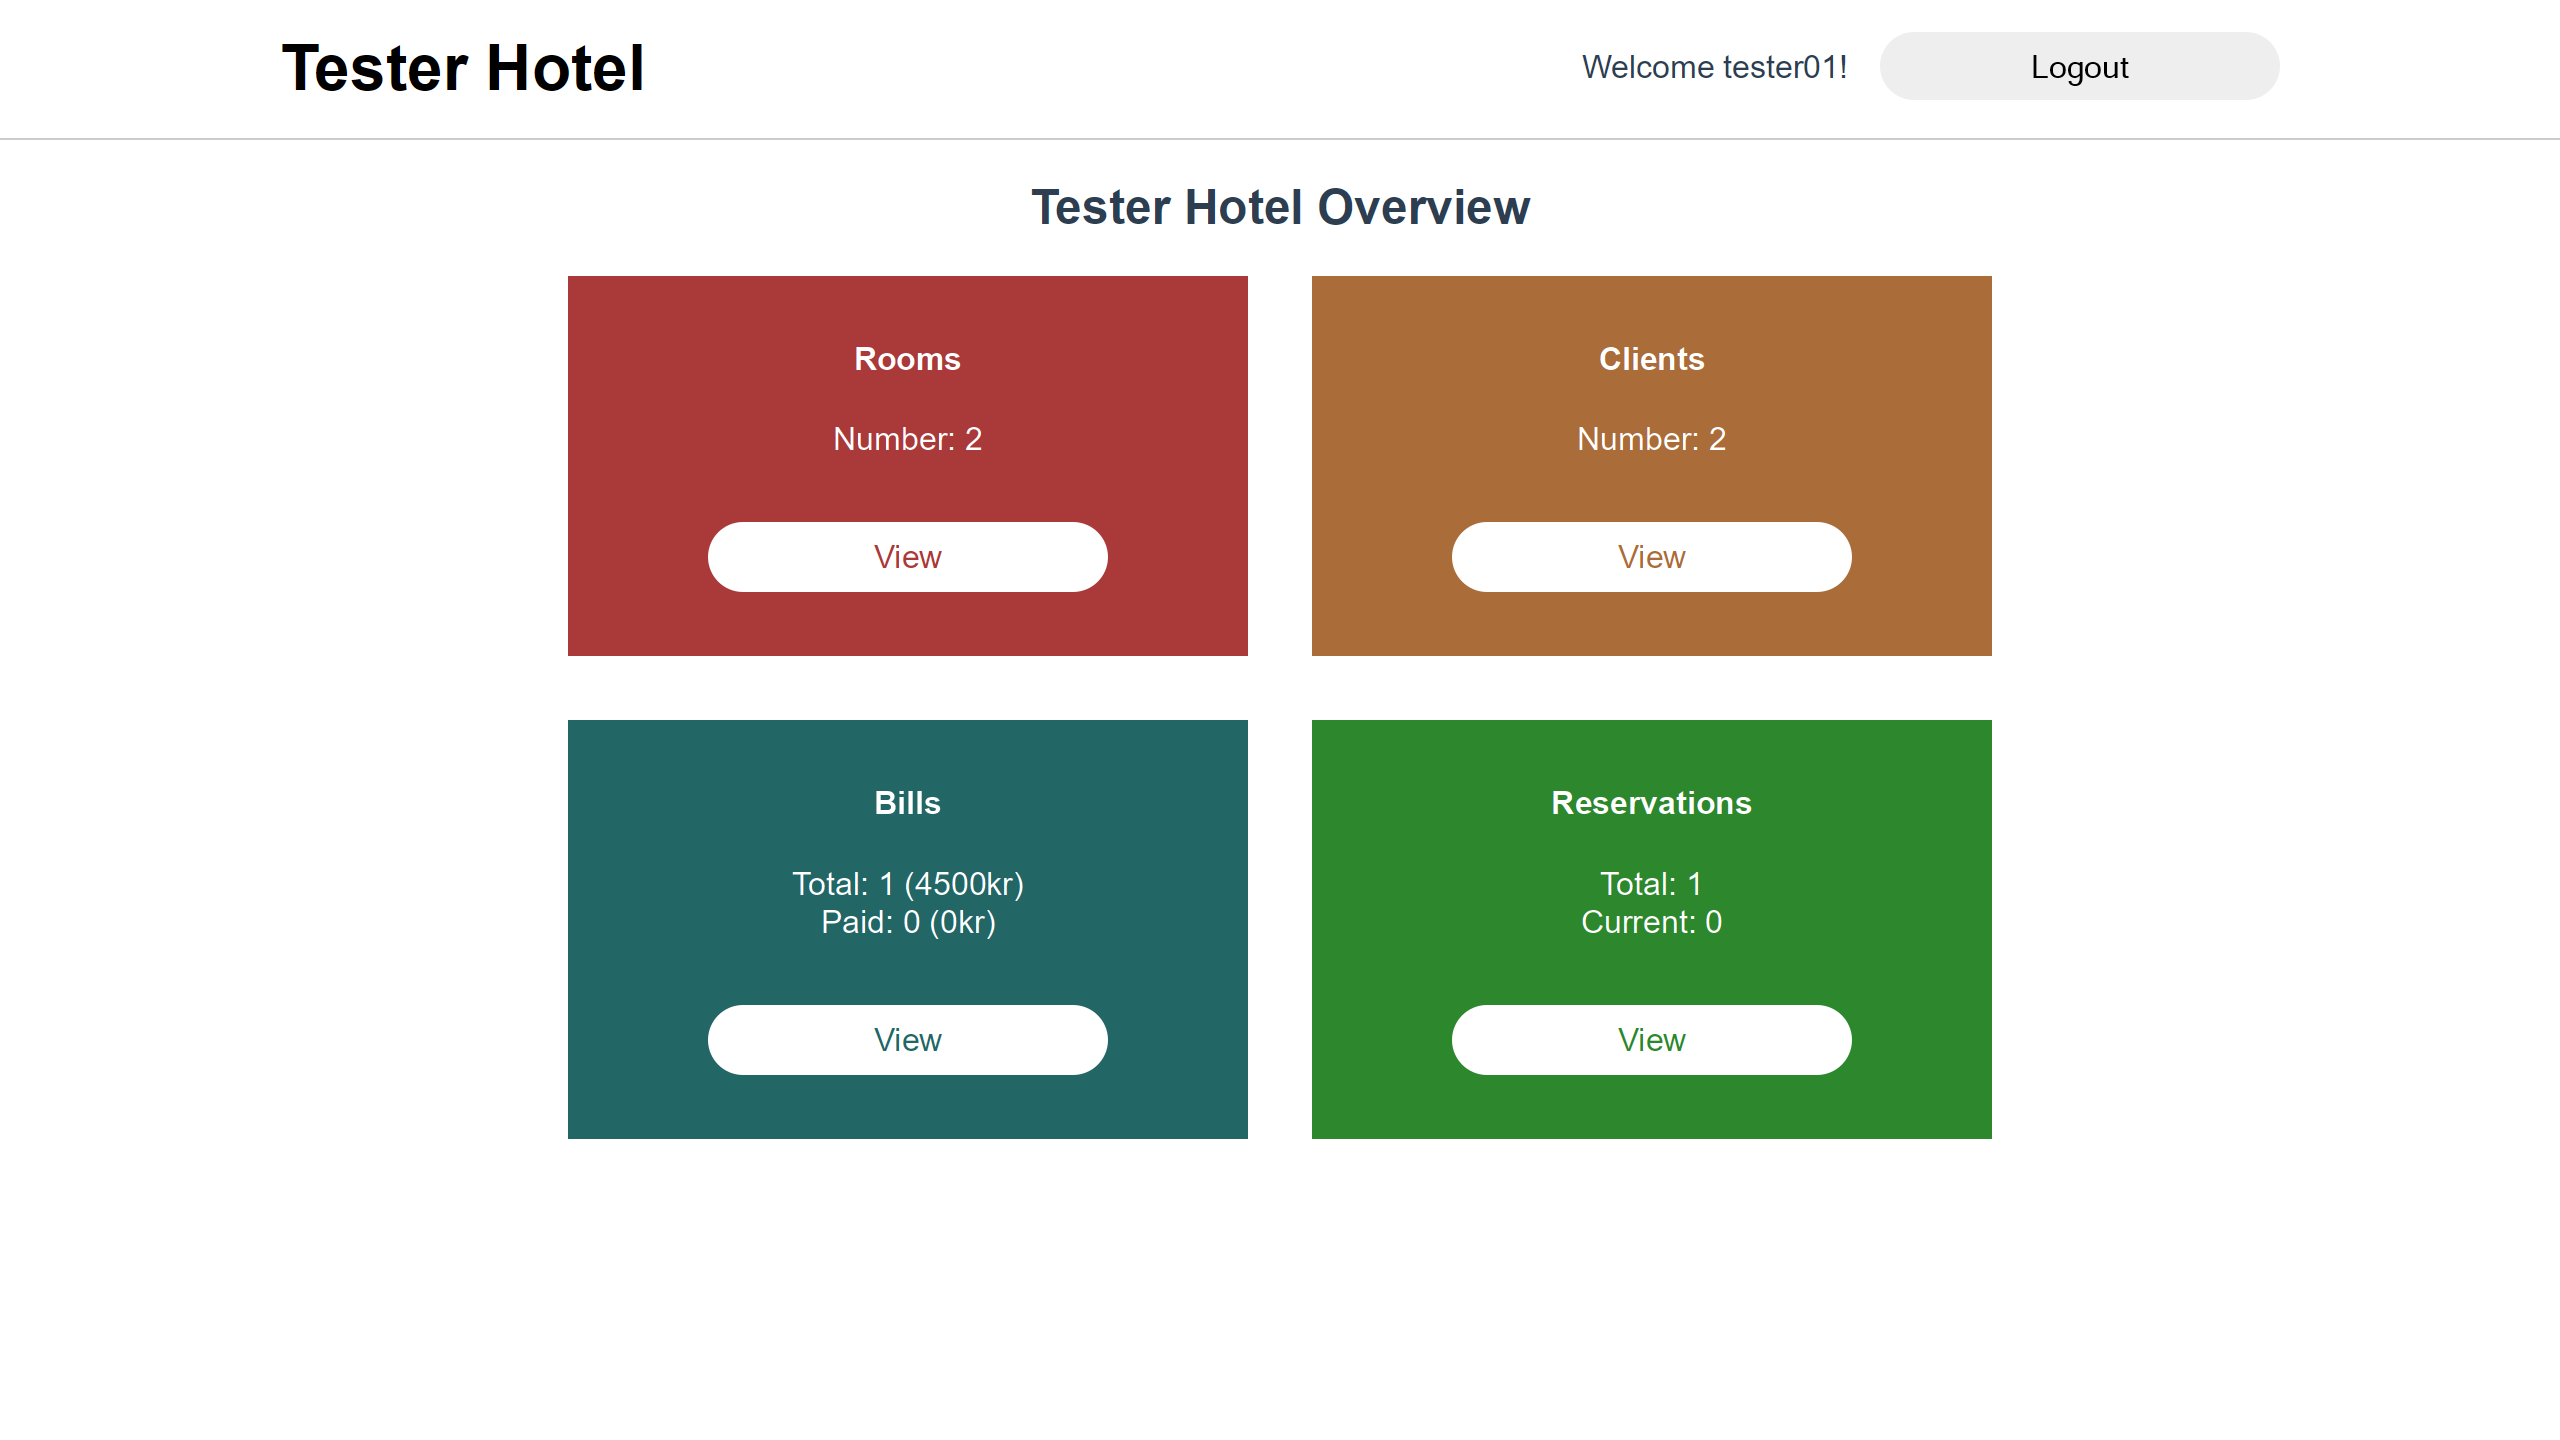 Tester Hotel
Welcome tester01!
Logout
Tester Hotel Overview
Rooms
Number: 2
View
Clients
Number: 2
View
Bills
Total: 1 (4500kr)
Paid: 0 (0kr)
View
Reservations
Total: 1
Current: 0
View